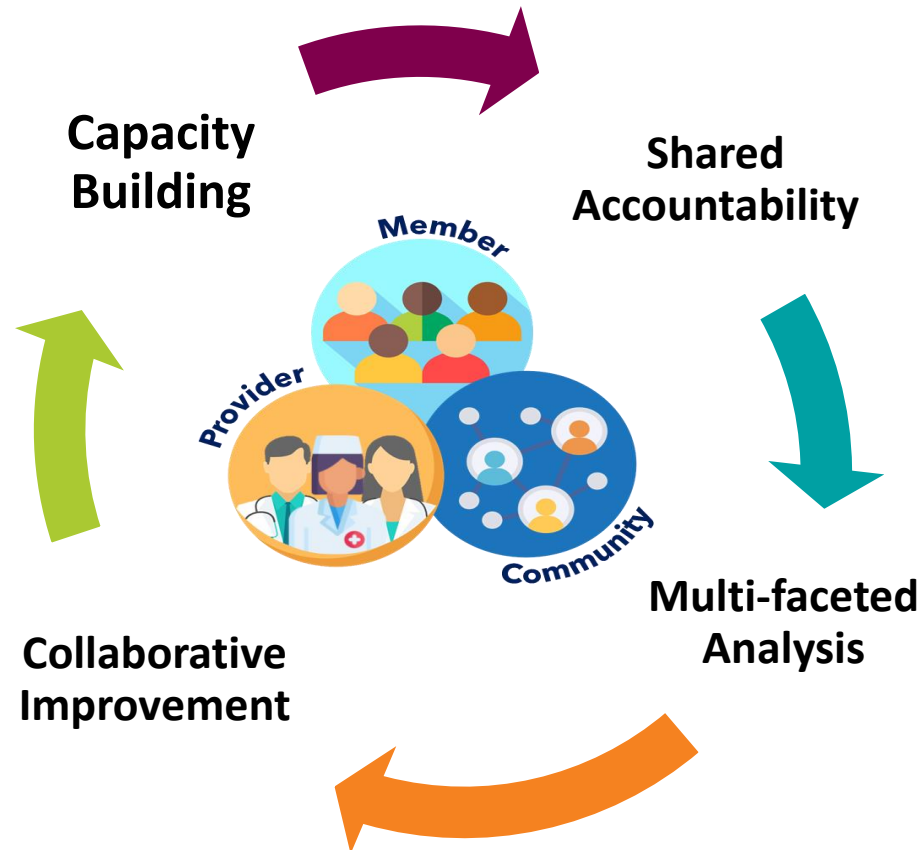 Capacity
Building
Shared
Accountability
Member
Provider
Community
Multi-faceted
Analysis
Collaborative
Improvement